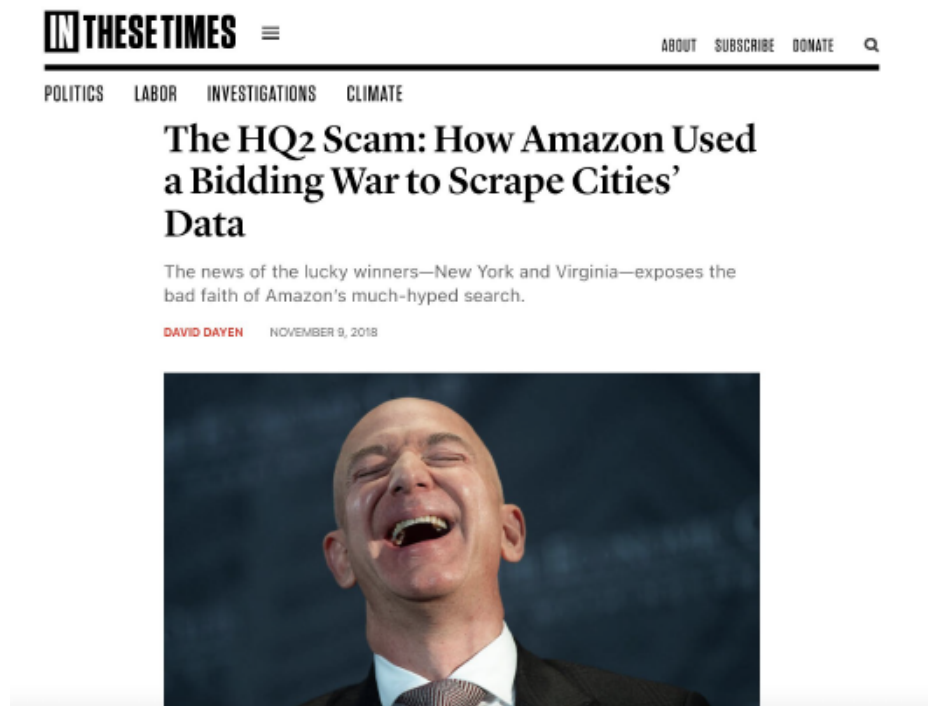 IN THESE TIMES
ABOUT SUBSCRIBE DONATE
POLITICS LABOR INVESTIGATIONS CLIMATE
The HQ2 Scam: How Amazon Used
a Bidding War to Scrape Cities’
Data
The news of the lucky winners—New York and Virginia—exposes the
bad faith of Amazon’s much-hyped search.
DAVID DAYEN NOVEMBER 9, 2018